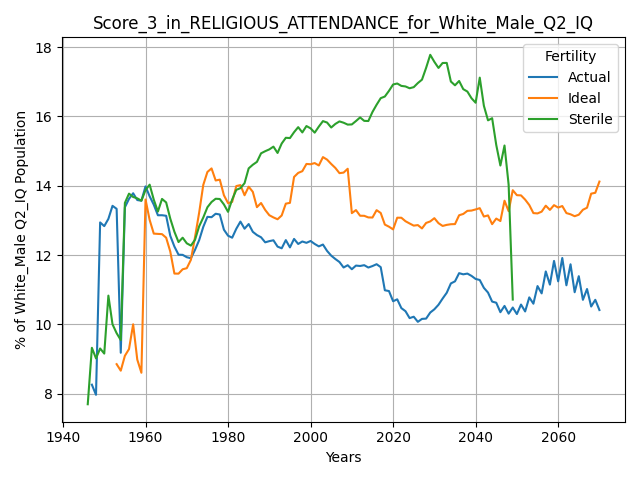 Score_3_in_RELIGIOUS_ATTENDANCE_for_White_Male_Q2_IQ
% of White_Male Q2_IQ Population
18
16
14
12
10
8
1940
1960
1980
2000
2020
2040
2060
Years
Fertility
Actual
Ideal
Sterile